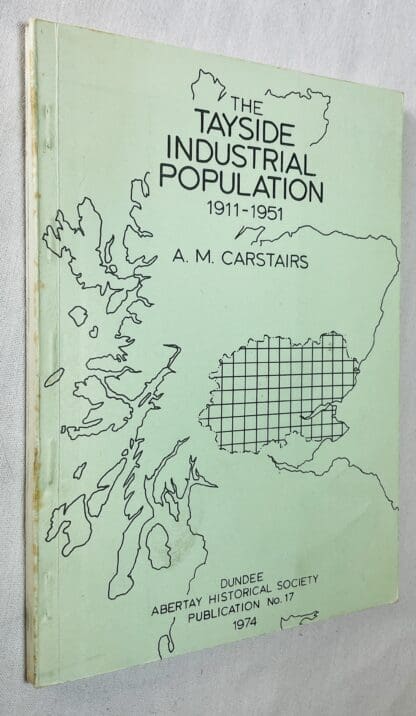 THE
TAYSIDE
INDUSTRIAL
POPULATION
1911-1951
A. M. CARSTAIRS
DUNDEE
ABERTAY HISTORICAL SOCIETY
PUBLICATION No. 17
1974